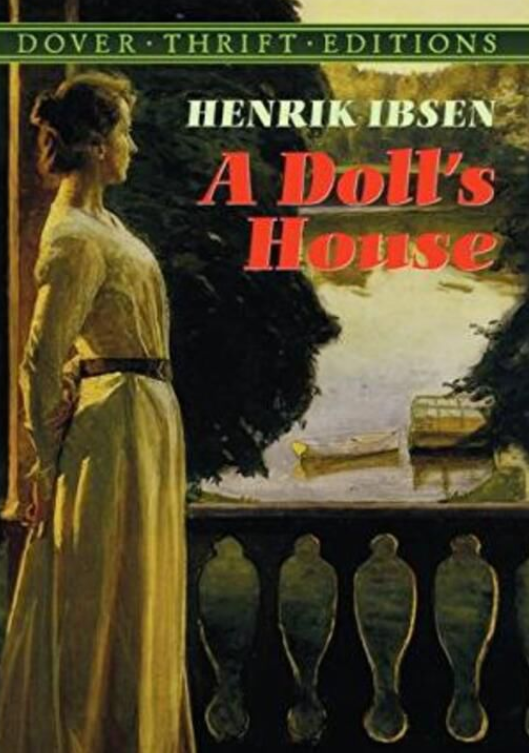 DOVER · THRIFT · EDITIONS
HENRIK IBSEN
A Doll's
House